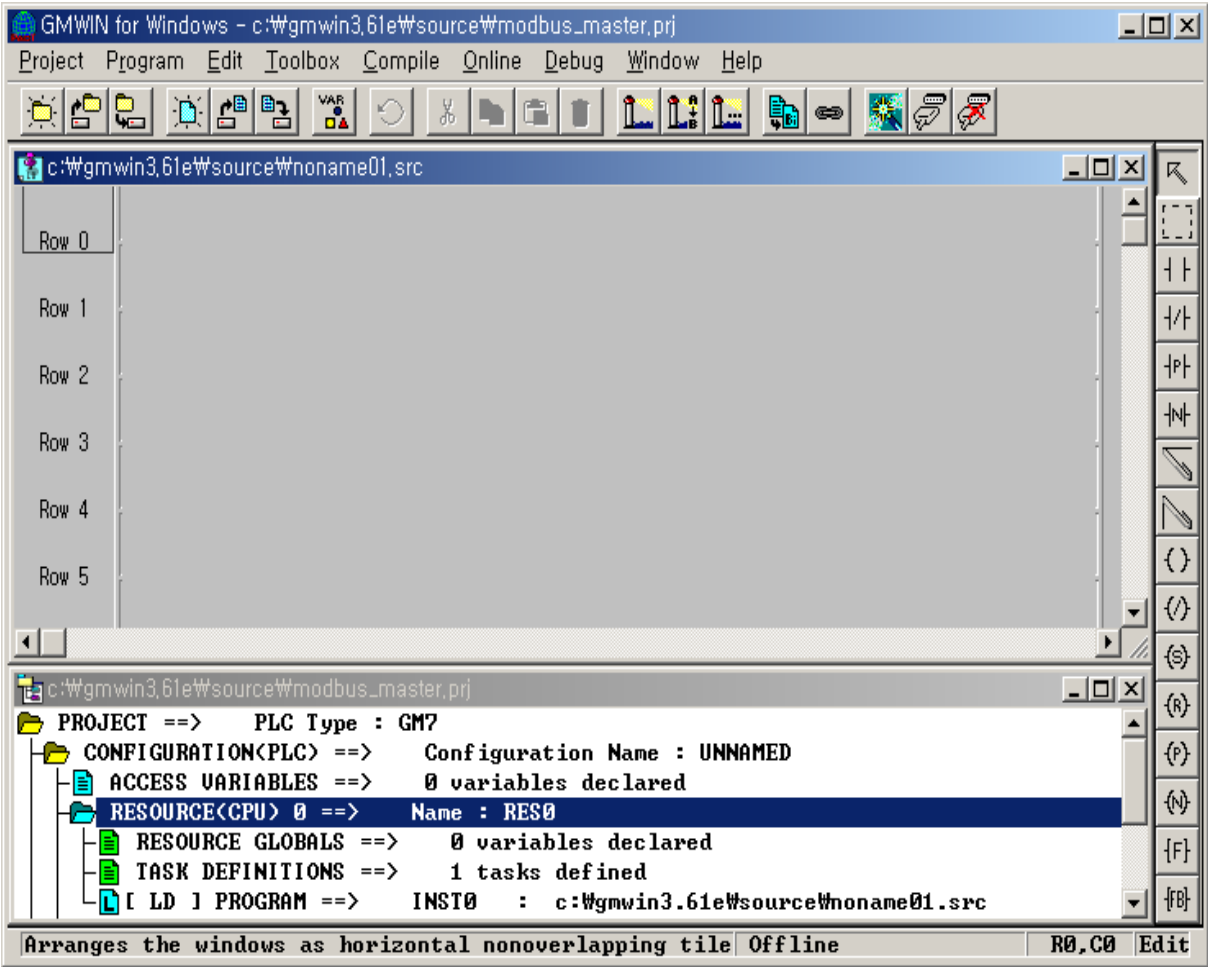 GMWIN for Windows - c:₩gmwin3,61e₩source₩modbus_master,prj
Project Program Edit Toolbox Compile Online Debug Window Help
VAR
A
B
Bi
c:₩gmwin3,61e₩source₩noname01,src
Row 0
Row 1
Row 2
Row 3
Row 4
Row 5
P
N
(/)
(S)
(R)
(P)
(N)
{F}
{FB}
c:₩gmwin3,61e₩source₩modbus_master,prj
PROJECT ==> PLC Type : GM7
CONFIGURATION(PLC) ==> Configuration Name : UNNAMED
ACCESS VARIABLES ==> 0 variables declared
RESOURCE(CPU) 0 ==> Name : RES0
RESOURCE GLOBALS ==> 0 variables declared
TASK DEFINITIONS ==> 1 tasks defined
L [ LD ] PROGRAM ==> INST0 : c:₩gmwin3.61e₩source₩noname01.src
Arranges the windows as horizontal nonoverlapping tile Offline R0,C0 Edit